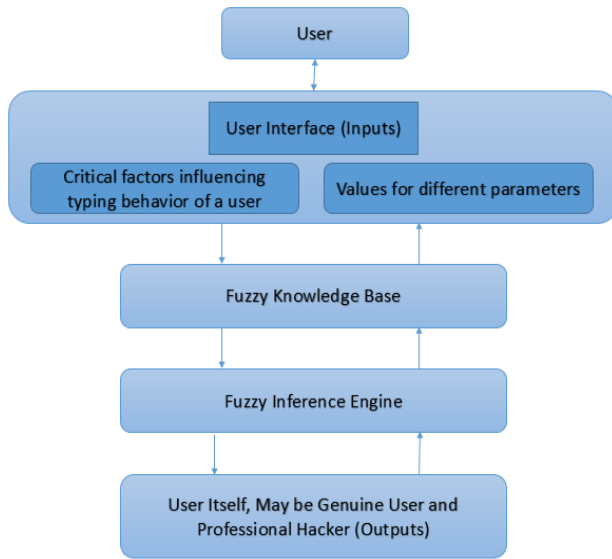 User
User Interface (Inputs)
Critical factors influencing
typing behavior of a user
Values for different parameters
Fuzzy Knowledge Base
Fuzzy Inference Engine
User Itself, May be Genuine User and
Professional Hacker (Outputs)